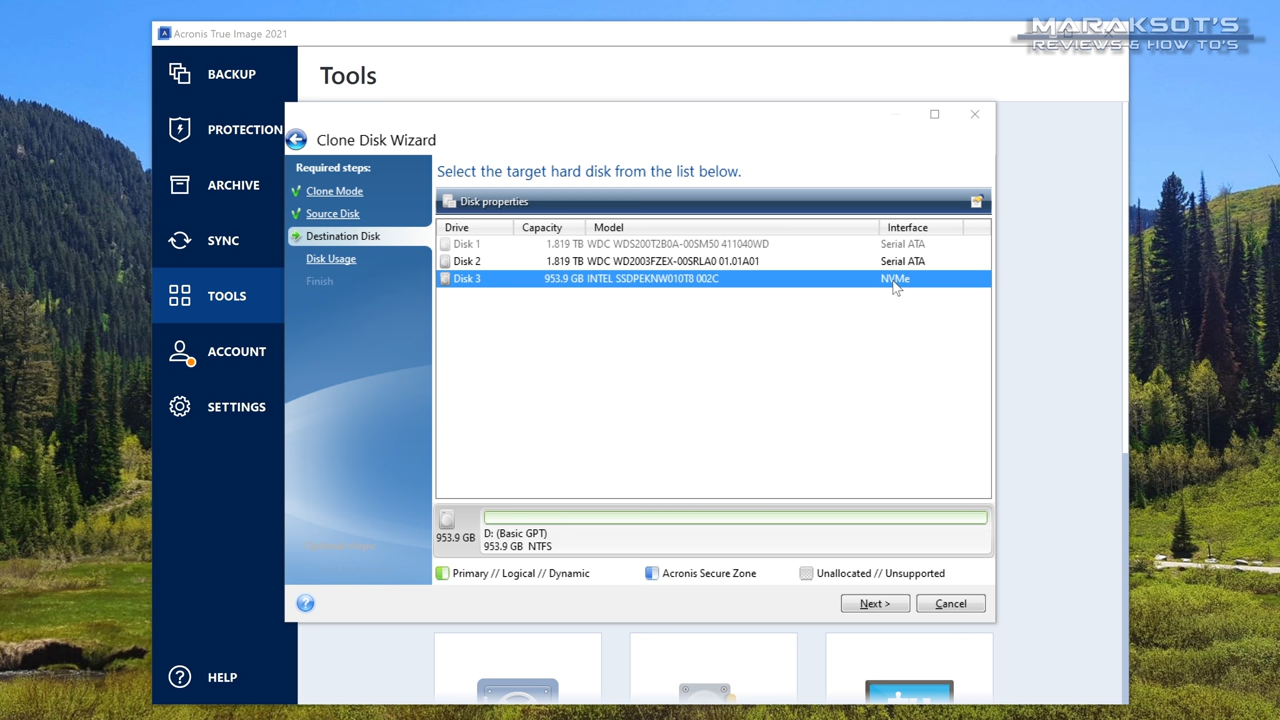 MARAKSOT'S
REVIEWS & HOW TO'S
Acronis True Image 2021
BACKUP
PROTECTION
ARCHIVE
SYNC
TOOLS
ACCOUNT
SETTINGS
HELP
Tools
Clone Disk Wizard
Required steps:
Clone Mode
Source Disk
Destination Disk
Disk Usage
Finish
Select the target hard disk from the list below.
Disk properties
Drive Capacity Model Interface
Disk 1 1.819 TB WDC WDS200T2B0A-00SM50 411040WD Serial ATA
Disk 2 1.819 TB WDC WD2003FZEX-00SRLA0 01.01A01 Serial ATA
Disk 3 953.9 GB INTEL SSDPEKNW010T8 002C NVMe
953.9 GB
D: (Basic GPT)
953.9 GB NTFS
Primary // Logical // Dynamic Acronis Secure Zone Unallocated // Unsupported
? Next > Cancel